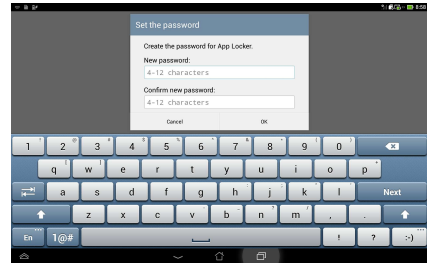 8:50
Set the password
Create the password for App Locker.
New password:
4-12 characters
Confirm new password:
4-12 characters
Cancel OK
1 2 3 4 5 6 7 8 9 0
q w e r t y u i o p
a s d f g h j k l Next
z x c v b n m , .
En 1@# ! ? :-)